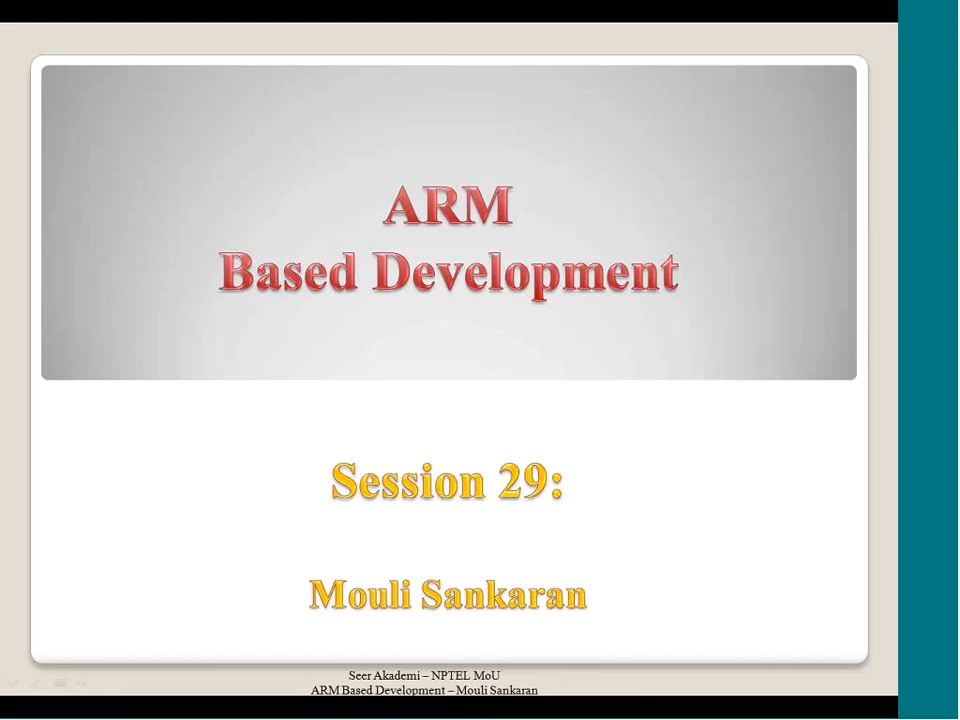 ARM
Based Development
Session 29:
Mouli Sankaran
Seer Akademi – NPTEL MoU
ARM Based Development – Mouli Sankaran